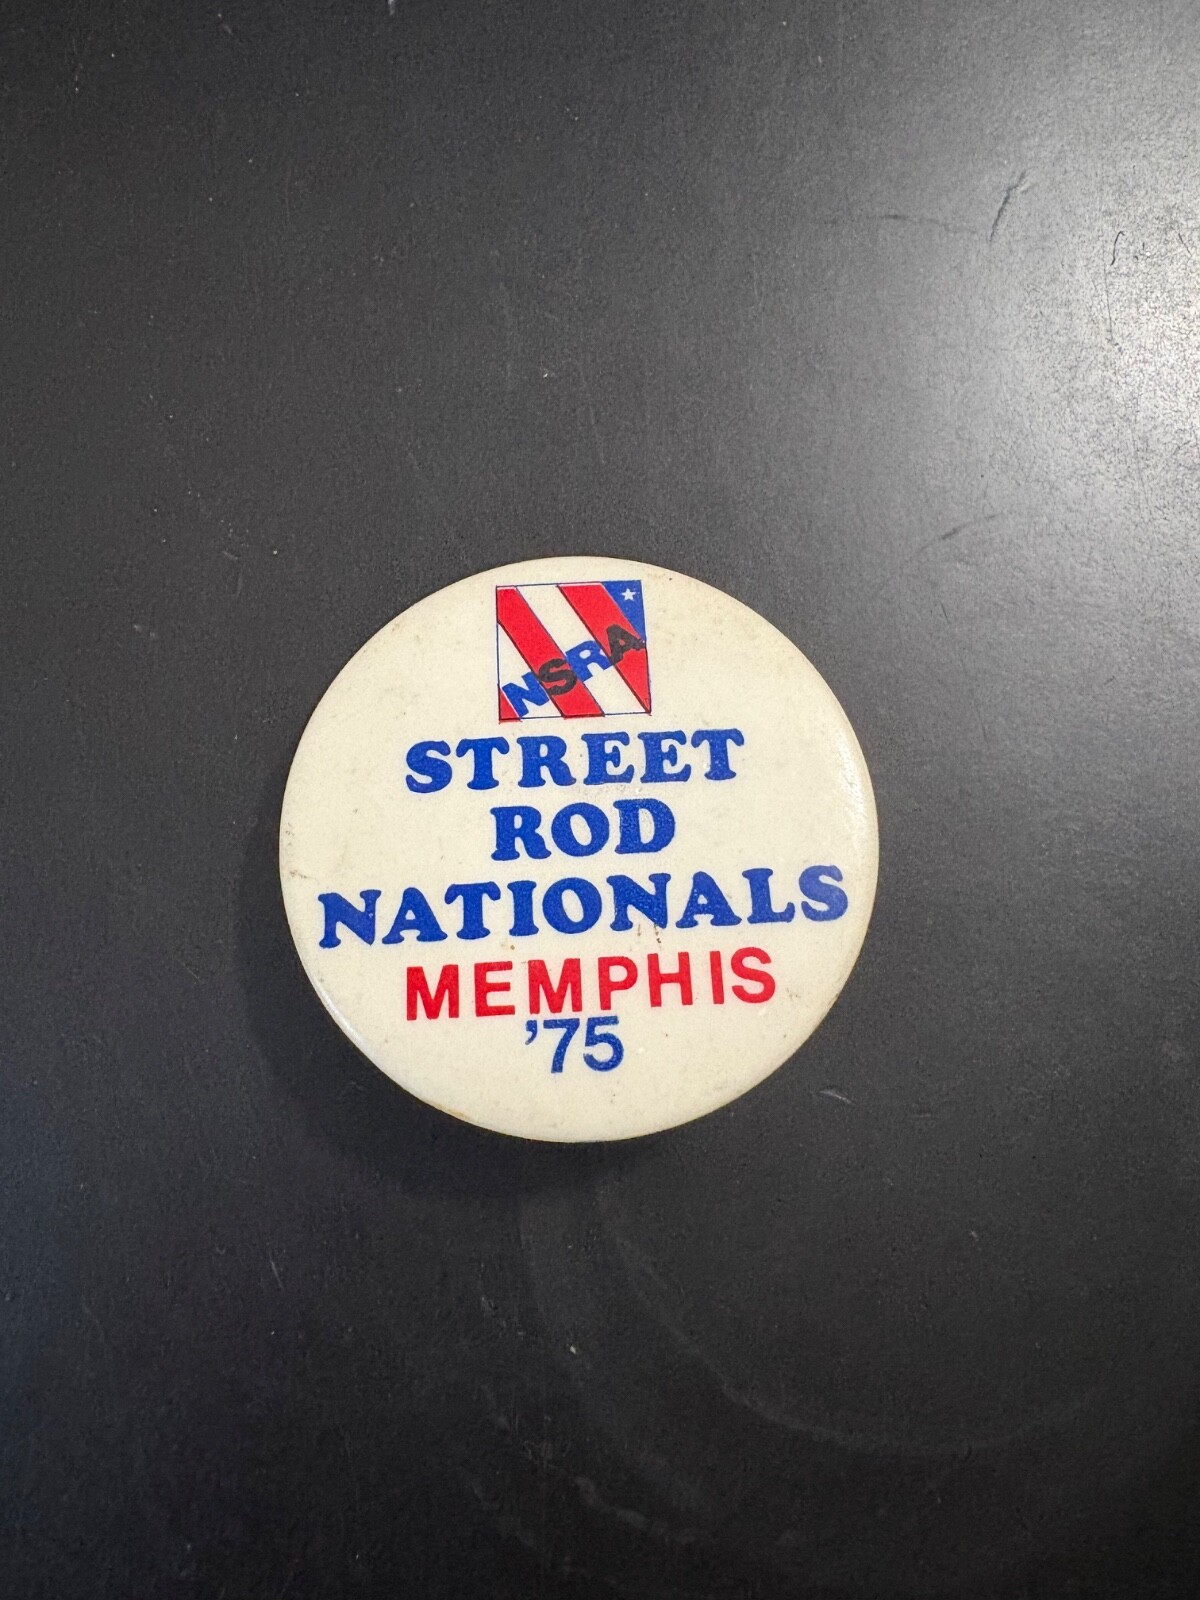 NSRA
STREET
ROD
NATIONALS
MEMPHIS
'75